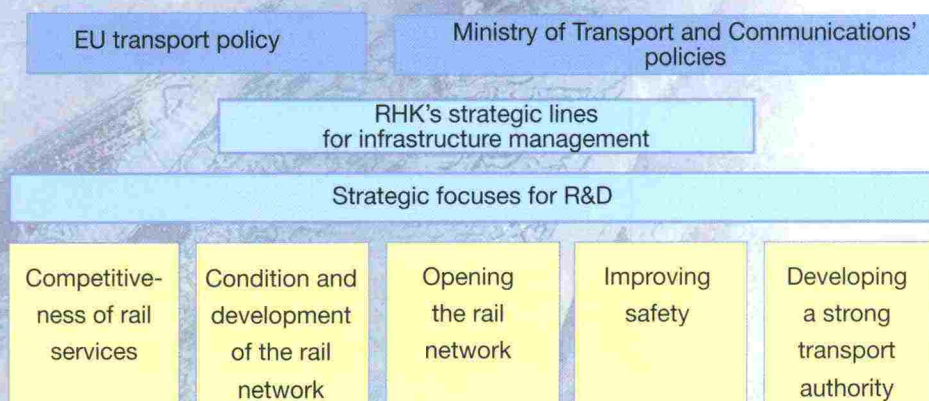 EU transport policy
Ministry of Transport and Communications'
policies
RHK's strategic lines
for infrastructure management
Strategic focuses for R&D
Competitive-
ness of rail
services
Condition and
development
of the rail
network
Opening
the rail
network
Improving
safety
Developing
a strong
transport
authority